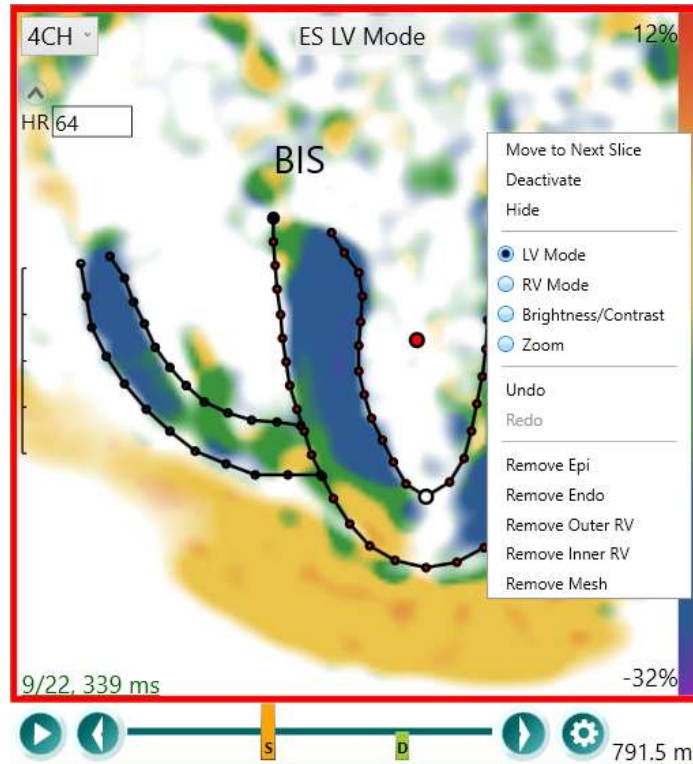 4CH
ES LV Mode
12%
HR 64
BIS
Move to Next Slice
Deactivate
Hide
LV Mode
RV Mode
Brightness/Contrast
Zoom
Undo
Redo
Remove Epi
Remove Endo
Remove Outer RV
Remove Inner RV
Remove Mesh
9/22, 339 ms
-32%
S
D
791.5 m